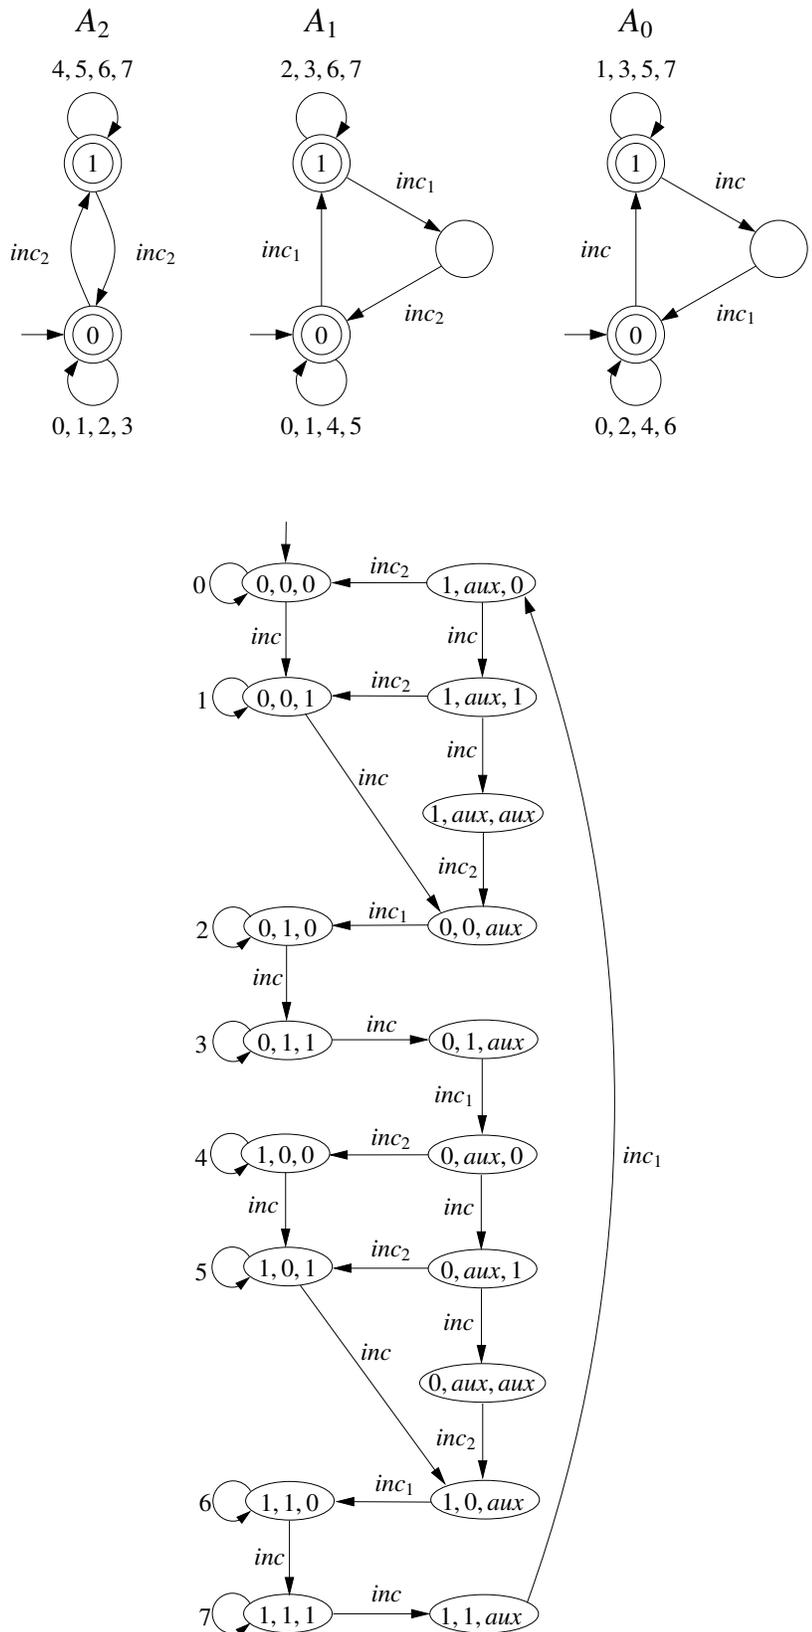 A₂ A₁ A₀
4, 5, 6, 7 2, 3, 6, 7 1, 3, 5, 7
1 1 1
inc₁ inc
inc₂ inc₂ inc₁ inc
inc₂ inc₁
0 0 0
0, 1, 2, 3 0, 1, 4, 5 0, 2, 4, 6
0 0, 0, 0 inc₂ 1, aux, 0
inc inc
1 0, 0, 1 inc₂ 1, aux, 1
inc
inc
1, aux, aux
inc₂
2 0, 1, 0 inc₁ 0, 0, aux
inc
3 0, 1, 1 inc 0, 1, aux
inc₁
4 1, 0, 0 inc₂ 0, aux, 0 inc₁
inc inc
5 1, 0, 1 inc₂ 0, aux, 1
inc
inc
0, aux, aux
inc₂
6 1, 1, 0 inc₁ 1, 0, aux
inc
7 1, 1, 1 inc 1, 1, aux